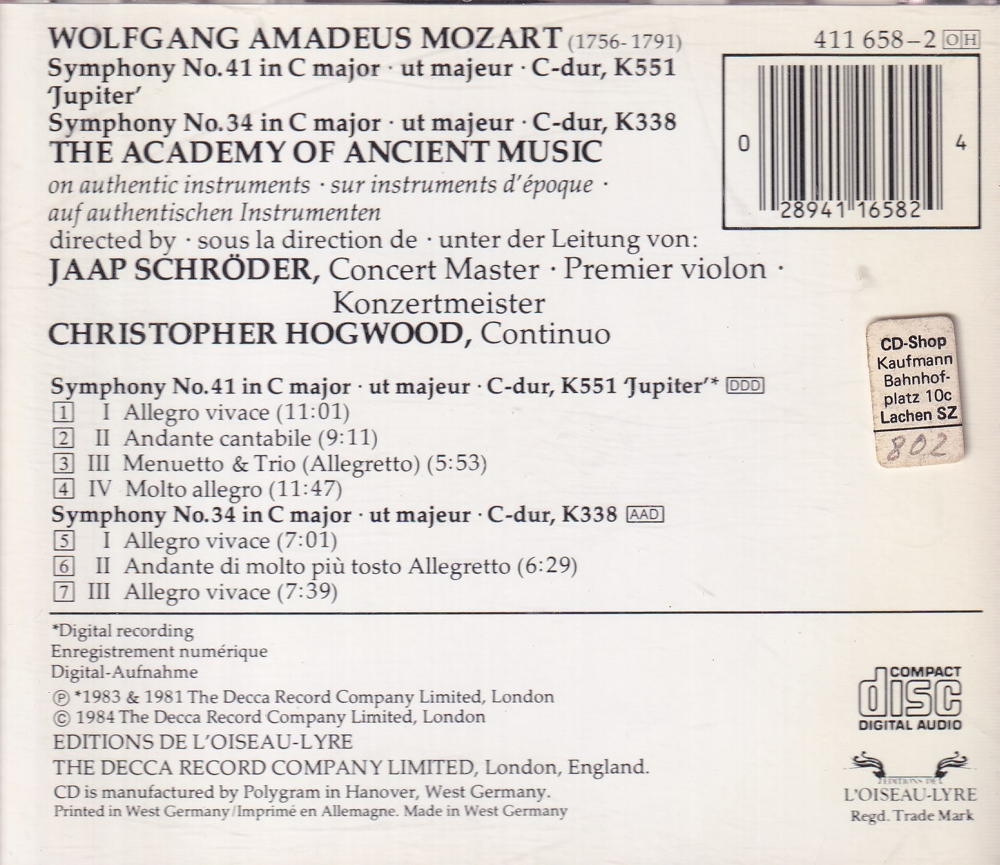 WOLFGANG AMADEUS MOZART (1756-1791)
411 658-2 OH
Symphony No.41 in C major · ut majeur · C-dur, K551
'Jupiter'
Symphony No.34 in C major · ut majeur · C-dur, K338
THE ACADEMY OF ANCIENT MUSIC
on authentic instruments · sur instruments d'époque ·
auf authentischen Instrumenten
directed by · sous la direction de · unter der Leitung von:
JAAP SCHRÖDER, Concert Master · Premier violon ·
Konzertmeister
CHRISTOPHER HOGWOOD, Continuo
0 28941 16582 4
CD-Shop
Kaufmann
Bahnhof-
platz 10c
Lachen SZ
802
Symphony No.41 in C major · ut majeur · C-dur, K551 'Jupiter'* DDD
1 I Allegro vivace (11:01)
2 II Andante cantabile (9:11)
3 III Menuetto & Trio (Allegretto) (5:53)
4 IV Molto allegro (11:47)
Symphony No.34 in C major · ut majeur · C-dur, K338 AAD
5 I Allegro vivace (7:01)
6 II Andante di molto più tosto Allegretto (6:29)
7 III Allegro vivace (7:39)
*Digital recording
Enregistrement numérique
Digital-Aufnahme
Ⓟ *1983 & 1981 The Decca Record Company Limited, London
© 1984 The Decca Record Company Limited, London
EDITIONS DE L'OISEAU-LYRE
THE DECCA RECORD COMPANY LIMITED, London, England.
CD is manufactured by Polygram in Hanover, West Germany.
Printed in West Germany/Imprimé en Allemagne. Made in West Germany
COMPACT
disc
DIGITAL AUDIO
EDITIONS DE
L'OISEAU-LYRE
Regd. Trade Mark